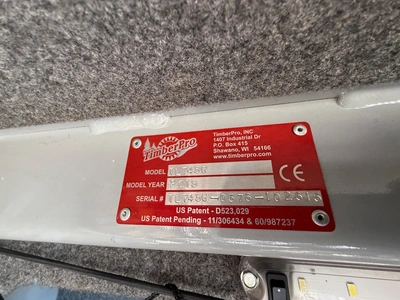 TimberPro
TimberPro, INC
1407 Industrial Dr
P.O. Box 415
Shawano, WI 54166
www.timberpro.com
MODEL
MODEL YEAR
CE
SERIAL #
US Patent - D523,029
US Patent Pending - 11/306434 & 60/987237